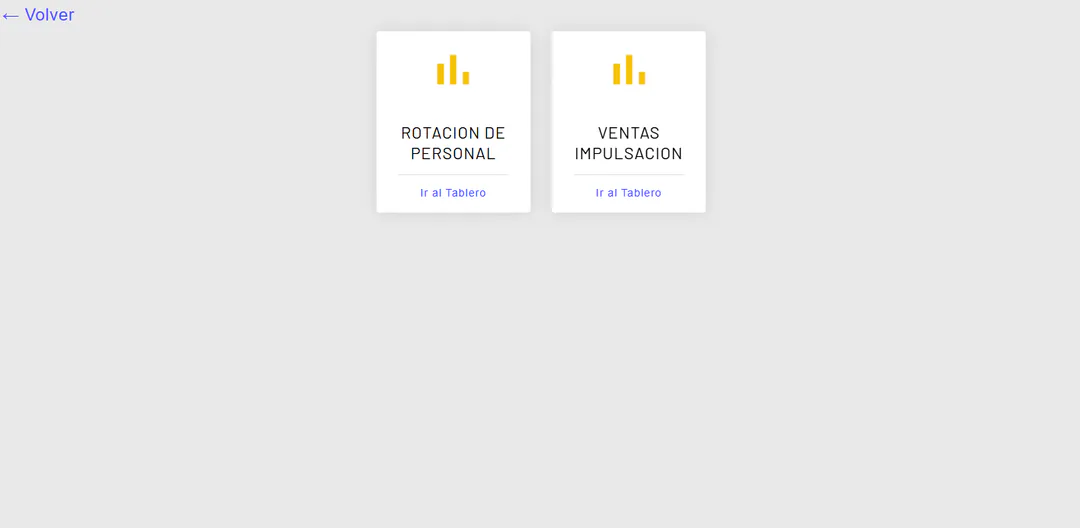 ← Volver
ROTACION DE
PERSONAL
Ir al Tablero
VENTAS
IMPULSACION
Ir al Tablero